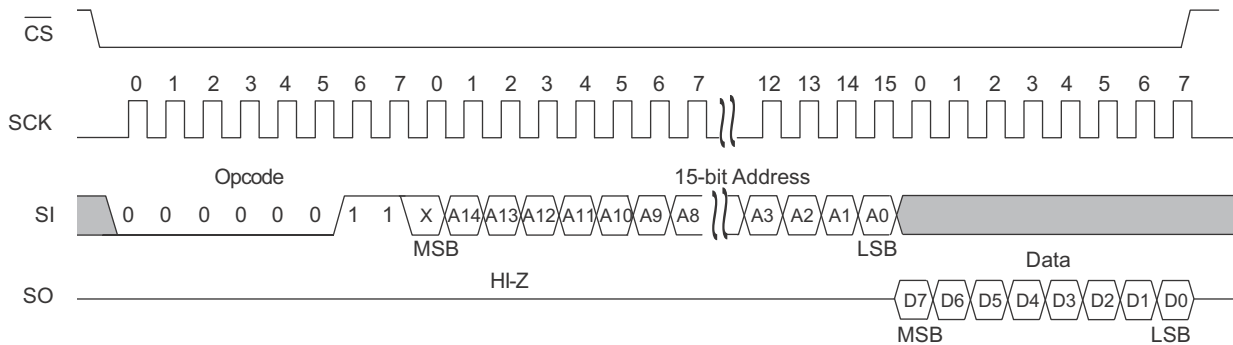 CS
0 1 2 3 4 5 6 7 0 1 2 3 4 5 6 7 12 13 14 15 0 1 2 3 4 5 6 7
SCK
Opcode 15-bit Address
SI 0 0 0 0 0 0 1 1 X A14 A13 A12 A11 A10 A9 A8 A3 A2 A1 A0
MSB LSB
HI-Z Data
SO D7 D6 D5 D4 D3 D2 D1 D0
MSB LSB